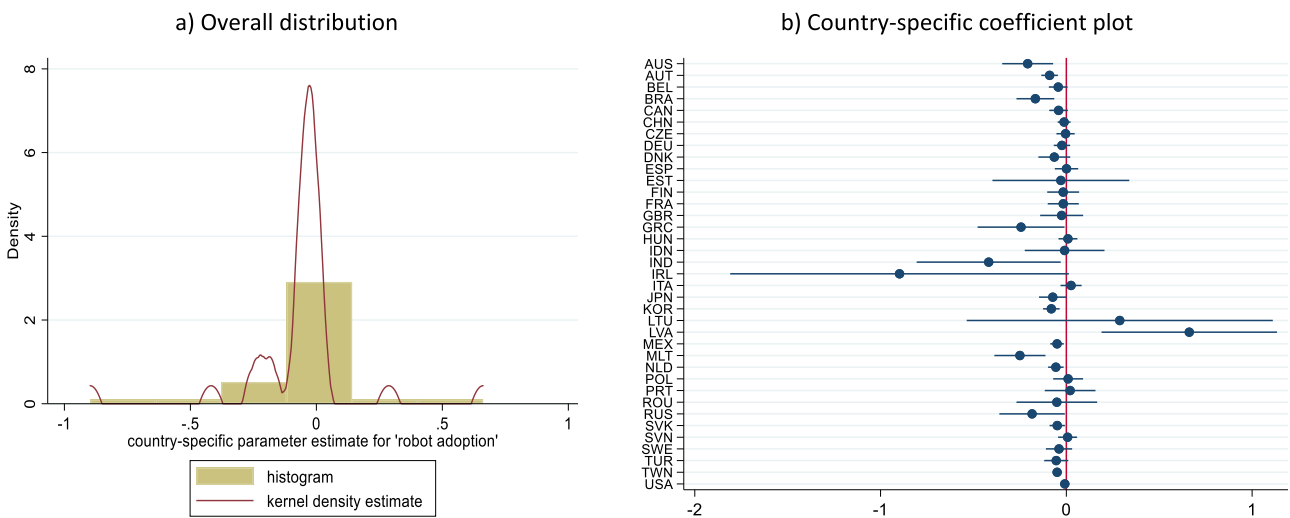 a) Overall distribution
8
6
4
2
0
Density
-1
-.5
0
.5
1
country-specific parameter estimate for 'robot adoption'
histogram
kernel density estimate
b) Country-specific coefficient plot
AUS
AUT
BEL
BRA
CAN
CHN
CZE
DEU
DNK
ESP
EST
FIN
FRA
GBR
GRC
HUN
IDN
IND
IRL
ITA
JPN
KOR
LTU
LVA
MEX
MLT
NLD
POL
PRT
ROU
RUS
SVK
SVN
SWE
TUR
TWN
USA
-2
-1
0
1